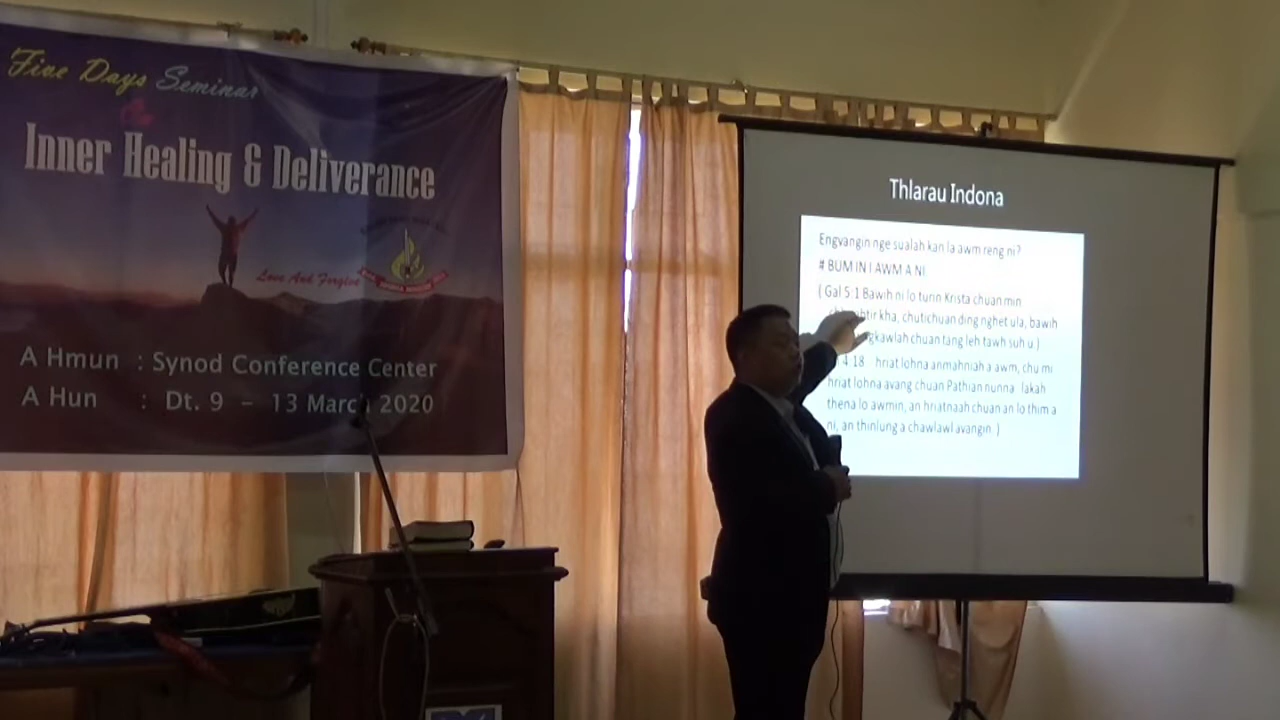 Five Days Seminar
Inner Healing & Deliverance
Love And Forgive
A Hmun : Synod Conference Center
A Hun : Dt. 9 - 13 March 2020
Thlarau Indona
Engvangin nge sualah kan la awm reng ni?
# BUM IN I AWM A NI
( Gal 5:1 Bawih ni lo turin Krista chuan min
kha, chutichuan ding nghet ula, bawih
chuan tang leh tawh suh u.)
4:18 hriat lohna anmahniah a awm, chu mi
hriat lohna avang chuan Pathian nunna lakah
thena lo awmin, an hriatnaah chuan an lo thim a
ni, an thinlung a chawlawl avangin. )